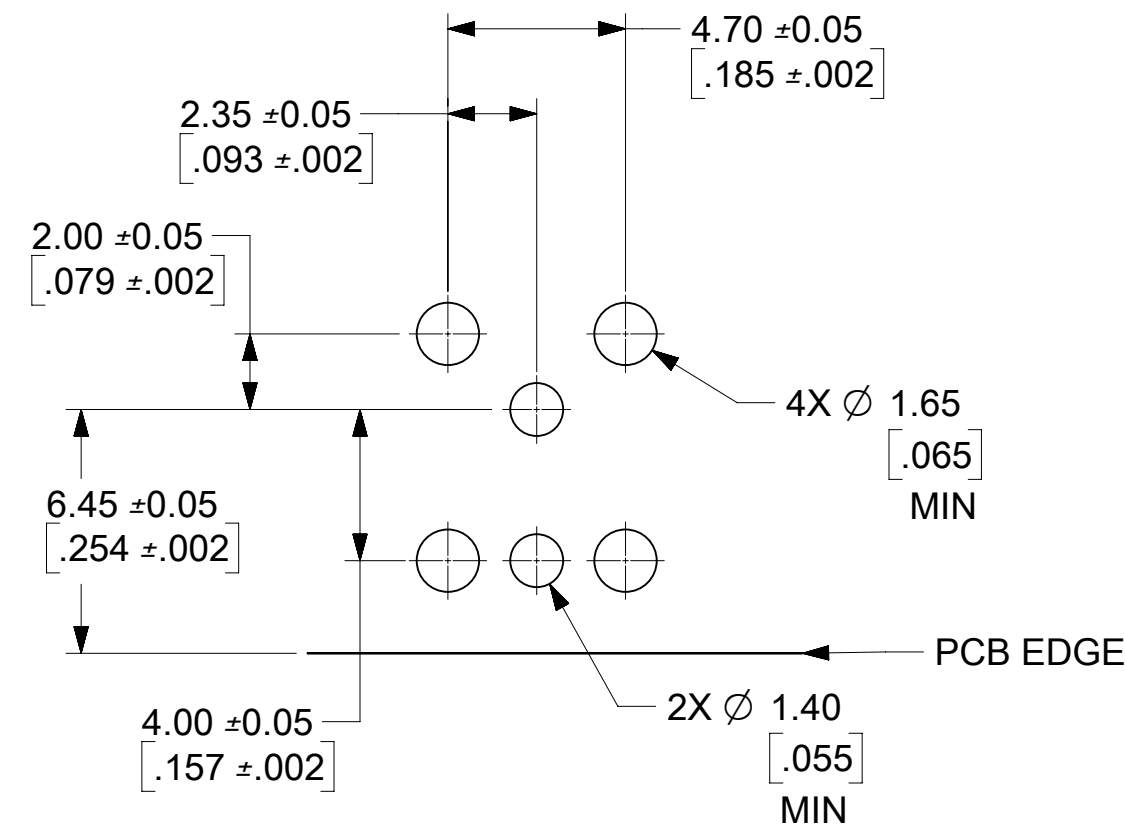 4.70 ±0.05
[.185 ±.002]
2.35 ±0.05
[.093 ±.002]
2.00 ±0.05
[.079 ±.002]
4X ∅ 1.65
[.065]
MIN
6.45 ±0.05
[.254 ±.002]
PCB EDGE
4.00 ±0.05
[.157 ±.002]
2X ∅ 1.40
[.055]
MIN